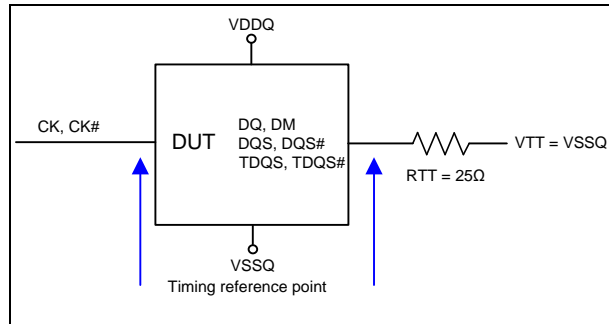 VDDQ
CK, CK#
DUT
DQ, DM
DQS, DQS#
TDQS, TDQS#
VTT = VSSQ
RTT = 25Ω
VSSQ
Timing reference point